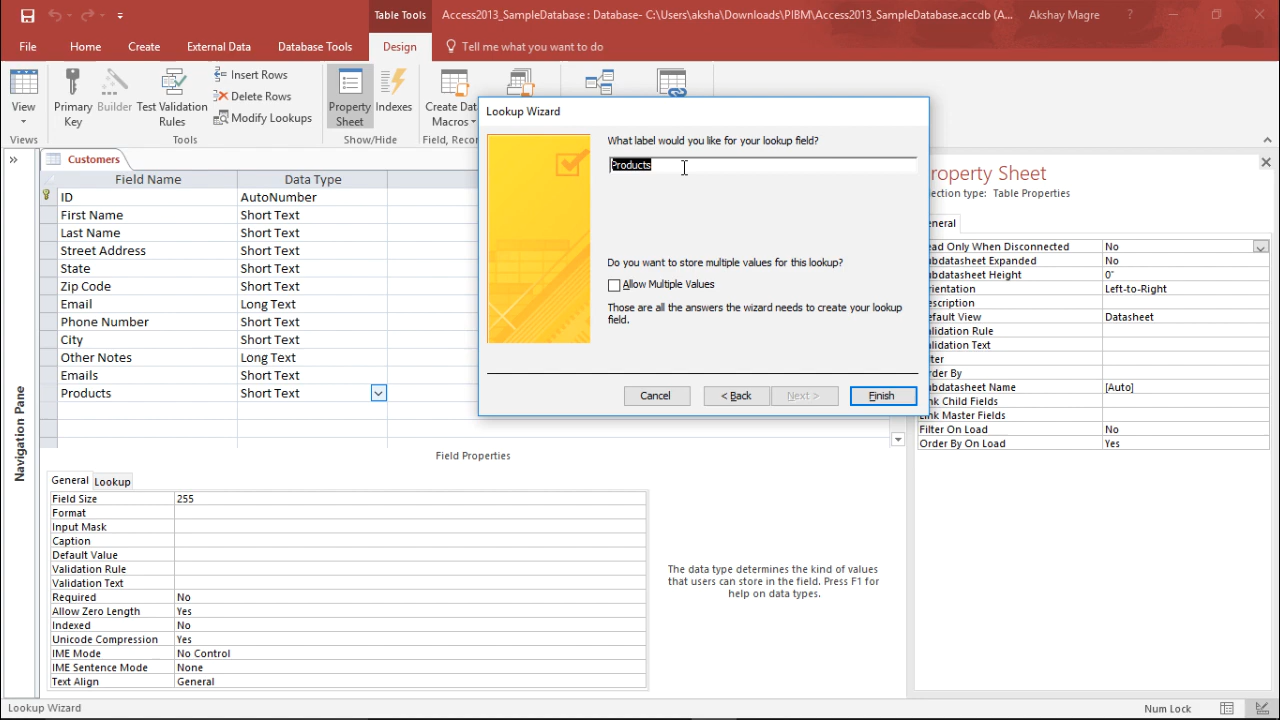 Table Tools
Access2013_SampleDatabase : Database- C:\Users\aksha\Downloads\PIBM\Access2013_SampleDatabase.accdb (A...
Akshay Magre
?
File
Home
Create
External Data
Database Tools
Design
Tell me what you want to do
View
Primary Key
Builder
Test Validation Rules
Insert Rows
Delete Rows
Modify Lookups
Property Sheet
Indexes
Create Dat
Macros
Views
Tools
Show/Hide
Field, Recor
Customers
Field Name
Data Type
ID
AutoNumber
First Name
Short Text
Last Name
Short Text
Street Address
Short Text
State
Short Text
Zip Code
Short Text
Email
Long Text
Phone Number
Short Text
City
Short Text
Other Notes
Long Text
Emails
Short Text
Products
Short Text
Navigation Pane
Lookup Wizard
What label would you like for your lookup field?
Products
Do you want to store multiple values for this lookup?
Allow Multiple Values
Those are all the answers the wizard needs to create your lookup
field.
Cancel
< Back
Next >
Finish
roperty Sheet
ection type: Table Properties
eneral
ead Only When Disconnected
No
ubdatasheet Expanded
No
ubdatasheet Height
0"
rientation
Left-to-Right
escription
efault View
Datasheet
alidation Rule
alidation Text
lter
rder By
ubdatasheet Name
[Auto]
nk Child Fields
nk Master Fields
Filter On Load
No
Order By On Load
Yes
Field Properties
General
Lookup
Field Size
255
Format
Input Mask
Caption
Default Value
Validation Rule
Validation Text
Required
No
Allow Zero Length
Yes
Indexed
No
Unicode Compression
Yes
IME Mode
No Control
IME Sentence Mode
None
Text Align
General
The data type determines the kind of values
that users can store in the field. Press F1 for
help on data types.
Lookup Wizard
Num Lock